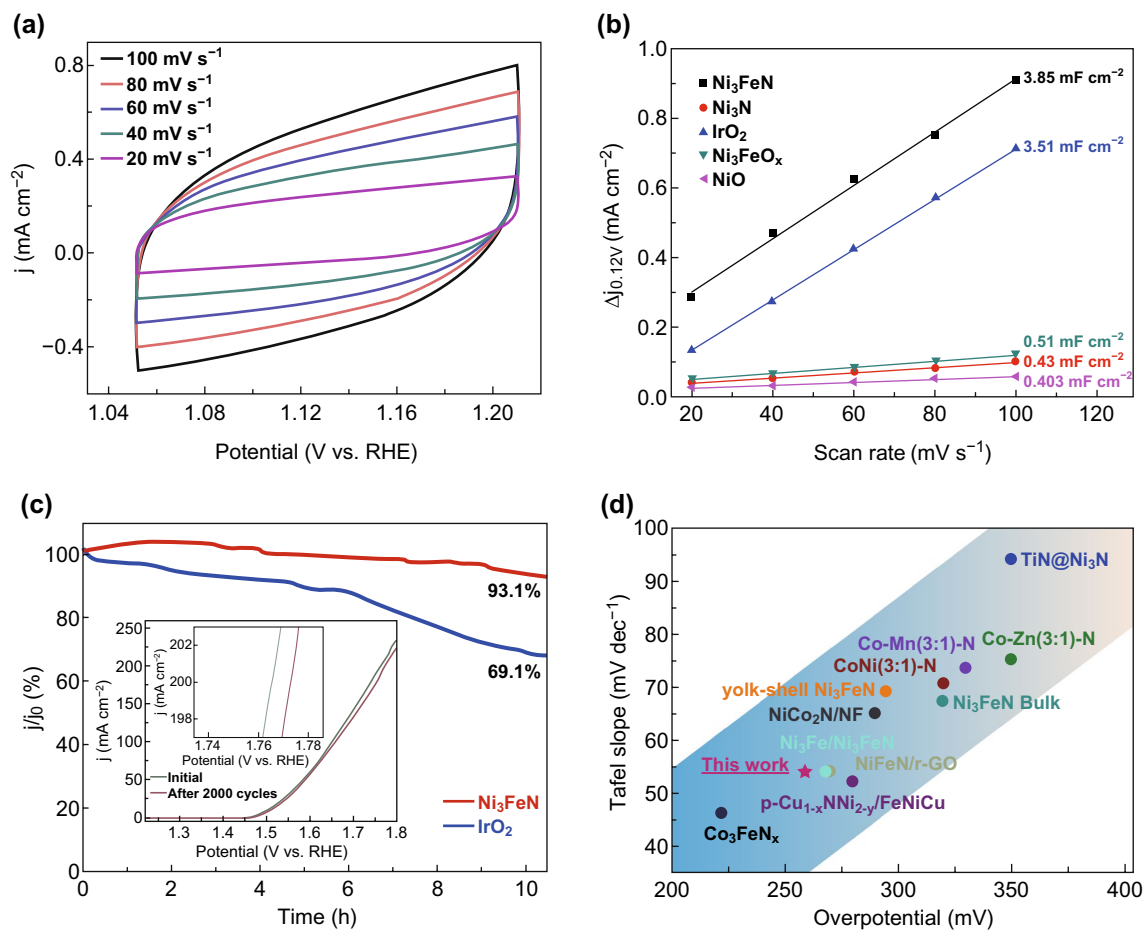 (a)
100 mV s⁻¹
80 mV s⁻¹
60 mV s⁻¹
40 mV s⁻¹
20 mV s⁻¹
0.8
0.4
0.0
−0.4
j (mA cm⁻²)
1.04 1.08 1.12 1.16 1.20
Potential (V vs. RHE)
(b)
Ni₃FeN
Ni₃N
IrO₂
Ni₃FeOₓ
NiO
3.85 mF cm⁻²
3.51 mF cm⁻²
0.51 mF cm⁻²
0.43 mF cm⁻²
0.403 mF cm⁻²
1.0
0.8
0.6
0.4
0.2
0.0
Δj0.12V (mA cm⁻²)
20 40 60 80 100 120
Scan rate (mV s⁻¹)
(c)
100
80
60
40
20
0
j/j₀ (%)
93.1%
69.1%
250
225
200
175
150
125
100
75
50
25
0
j (mA cm⁻²)
202
200
198
j (mA cm⁻²)
1.74 1.76 1.78
Potential (V vs. RHE)
Initial
After 2000 cycles
1.3 1.4 1.5 1.6 1.7 1.8
Potential (V vs. RHE)
Ni₃FeN
IrO₂
0 2 4 6 8 10
Time (h)
(d)
100
90
80
70
60
50
40
Tafel slope (mV dec⁻¹)
TiN@Ni₃N
Co-Mn(3:1)-N
Co-Zn(3:1)-N
CoNi(3:1)-N
yolk-shell Ni₃FeN
Ni₃FeN Bulk
NiCo₂N/NF
Ni₃Fe/Ni₃FeN
This work
NiFeN/r-GO
p-Cu₁₋ₓNNi₂₋ᵧ/FeNiCu
Co₃FeNₓ
200 250 300 350 400
Overpotential (mV)